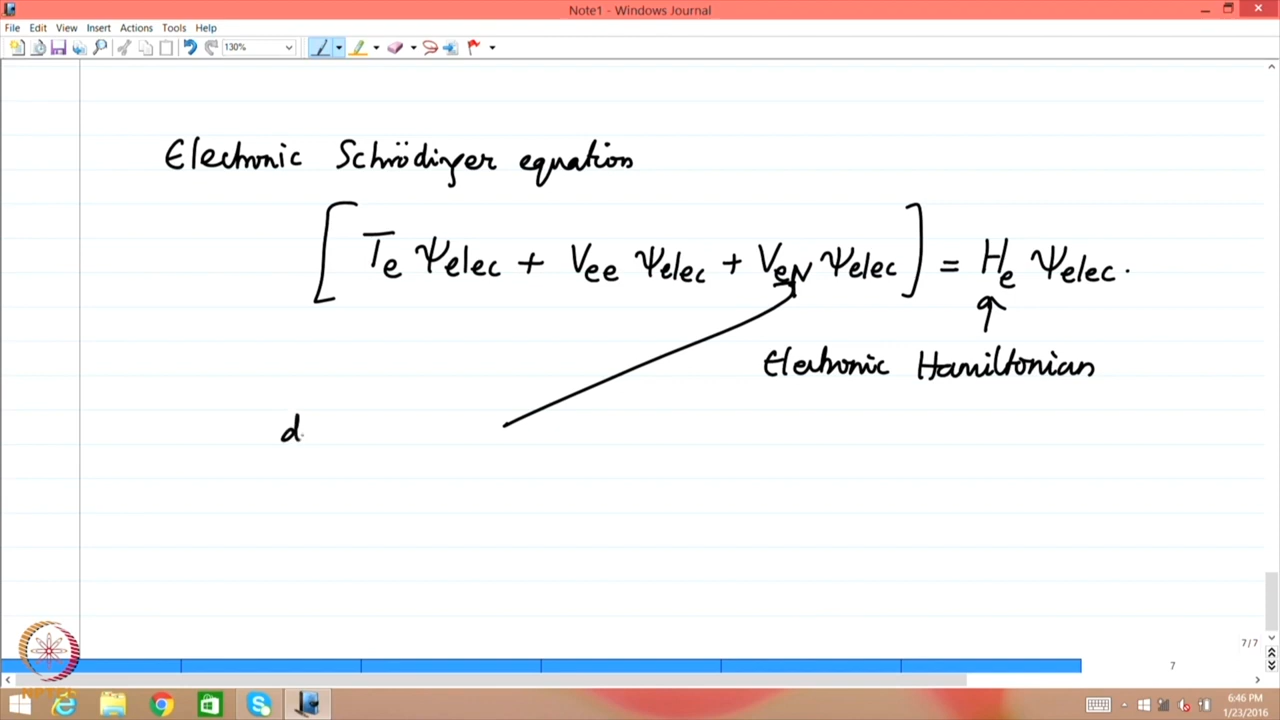 Note1 - Windows Journal
File Edit View Insert Actions Tools Help
130%
Electronic Schrödinger equation
[ Te Ψelec + Vee Ψelec + VeN Ψelec ] = He Ψelec.
Electronic Hamiltonian
d
7/7
7
NPTEL
6:46 PM
1/23/2016